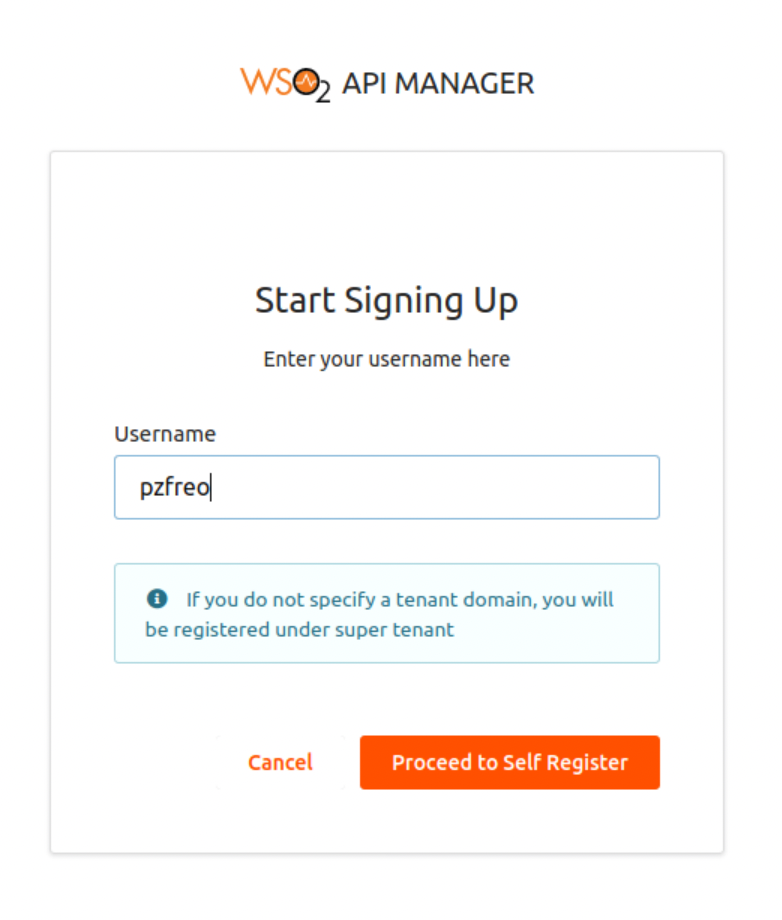 WSO2 API MANAGER
Start Signing Up
Enter your username here
Username
pzfreo
If you do not specify a tenant domain, you will
be registered under super tenant
Cancel Proceed to Self Register